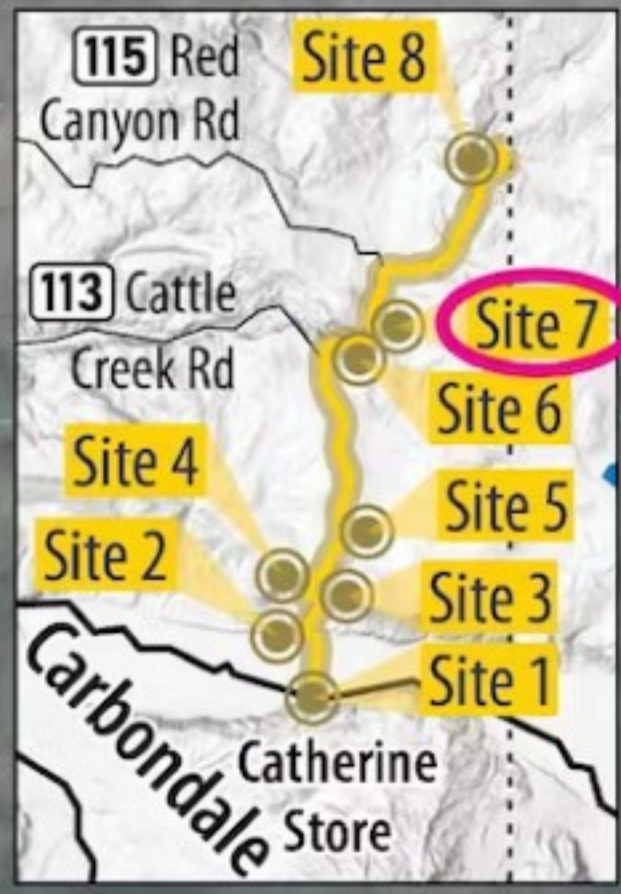 115 Red
Canyon Rd
Site 8
113 Cattle
Creek Rd
Site 7
Site 6
Site 4
Site 5
Site 2
Site 3
Site 1
Carbondale
Catherine
Store